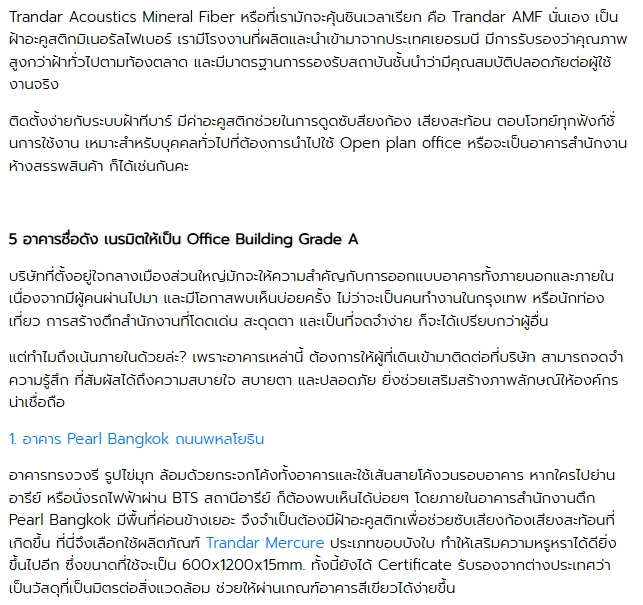 Trandar Acoustics Mineral Fiber หรือที่เรามักจะคุ้นชินเวลาเรียก คือ Trandar AMF นั่นเอง เป็น
ฝ้าอะคูสติกมิเนอรัลไฟเบอร์ เรามีโรงงานที่ผลิตและนำเข้ามาจากประเทศเยอรมนี มีการรับรองว่าคุณภาพ
สูงกว่าฝ้าทั่วไปตามท้องตลาด และมีมาตรฐานการรองรับสถาบันชั้นนำว่ามีคุณสมบัติปลอดภัยต่อผู้ใช้
งานจริง
ติดตั้งง่ายกับระบบฝ้าทีบาร์ มีค่าอะคูสติกช่วยในการดูดซับสียงก้อง เสียงสะท้อน ตอบโจทย์ทุกฟังก์ชั่
นการใช้งาน เหมาะสำหรับบุคคลทั่วไปที่ต้องการนำไปใช้ Open plan office หรือจะเป็นอาคารสำนักงาน
ห้างสรรพสินค้า ก็ได้เช่นกันคะ
5 อาคารชื่อดัง เนรมิตให้เป็น Office Building Grade A
บริษัทที่ตั้งอยู่ใจกลางเมืองส่วนใหญ่มักจะให้ความสำคัญกับการออกแบบอาคารทั้งภายนอกและภายใน
เนื่องจากมีผู้คนผ่านไปมา และมีโอกาสพบเห็นบ่อยครั้ง ไม่ว่าจะเป็นคนทำงานในกรุงเทพ หรือนักท่อง
เที่ยว การสร้างตึกสำนักงานที่โดดเด่น สะดุดตา และเป็นที่จดจำง่าย ก็จะได้เปรียบกว่าผู้อื่น
แต่ทำไมถึงเน้นภายในด้วยล่ะ? เพราะอาคารเหล่านี้ ต้องการให้ผู้ที่เดินเข้ามาติดต่อที่บริษัท สามารถจดจำ
ความรู้สึก ที่สัมผัสได้ถึงความสบายใจ สบายตา และปลอดภัย ยิ่งช่วยเสริมสร้างภาพลักษณ์ให้องค์กร
น่าเชื่อถือ
1. อาคาร Pearl Bangkok ถนนพหลโยธิน
อาคารทรงวงรี รูปไข่มุก ล้อมด้วยกระจกโค้งทั้งอาคารและใช้เส้นสายโค้งวนรอบอาคาร หากใครไปย่าน
อารีย์ หรือนั่งรถไฟฟ้าผ่าน BTS สถานีอารีย์ ก็ต้องพบเห็นได้บ่อยๆ โดยภายในอาคารสำนักงานตึก
Pearl Bangkok มีพื้นที่ค่อนข้างเยอะ จึงจำเป็นต้องมีฝ้าอะคูสติกเพื่อช่วยซับเสียงก้องเสียงสะท้อนที่
เกิดขึ้น ที่นี่จึงเลือกใช้ผลิตภัณฑ์ Trandar Mercure ประเภทขอบบังใบ ทำให้เสริมความหรูหราได้ดียิ่ง
ขึ้นไปอีก ซึ่งขนาดที่ใช้จะเป็น 600x1200x15mm. ทั้งนี้ยังได้ Certificate รับรองจากต่างประเทศว่า
เป็นวัสดุที่เป็นมิตรต่อสิ่งแวดล้อม ช่วยให้ผ่านเกณฑ์อาคารสีเขียวได้ง่ายขึ้น